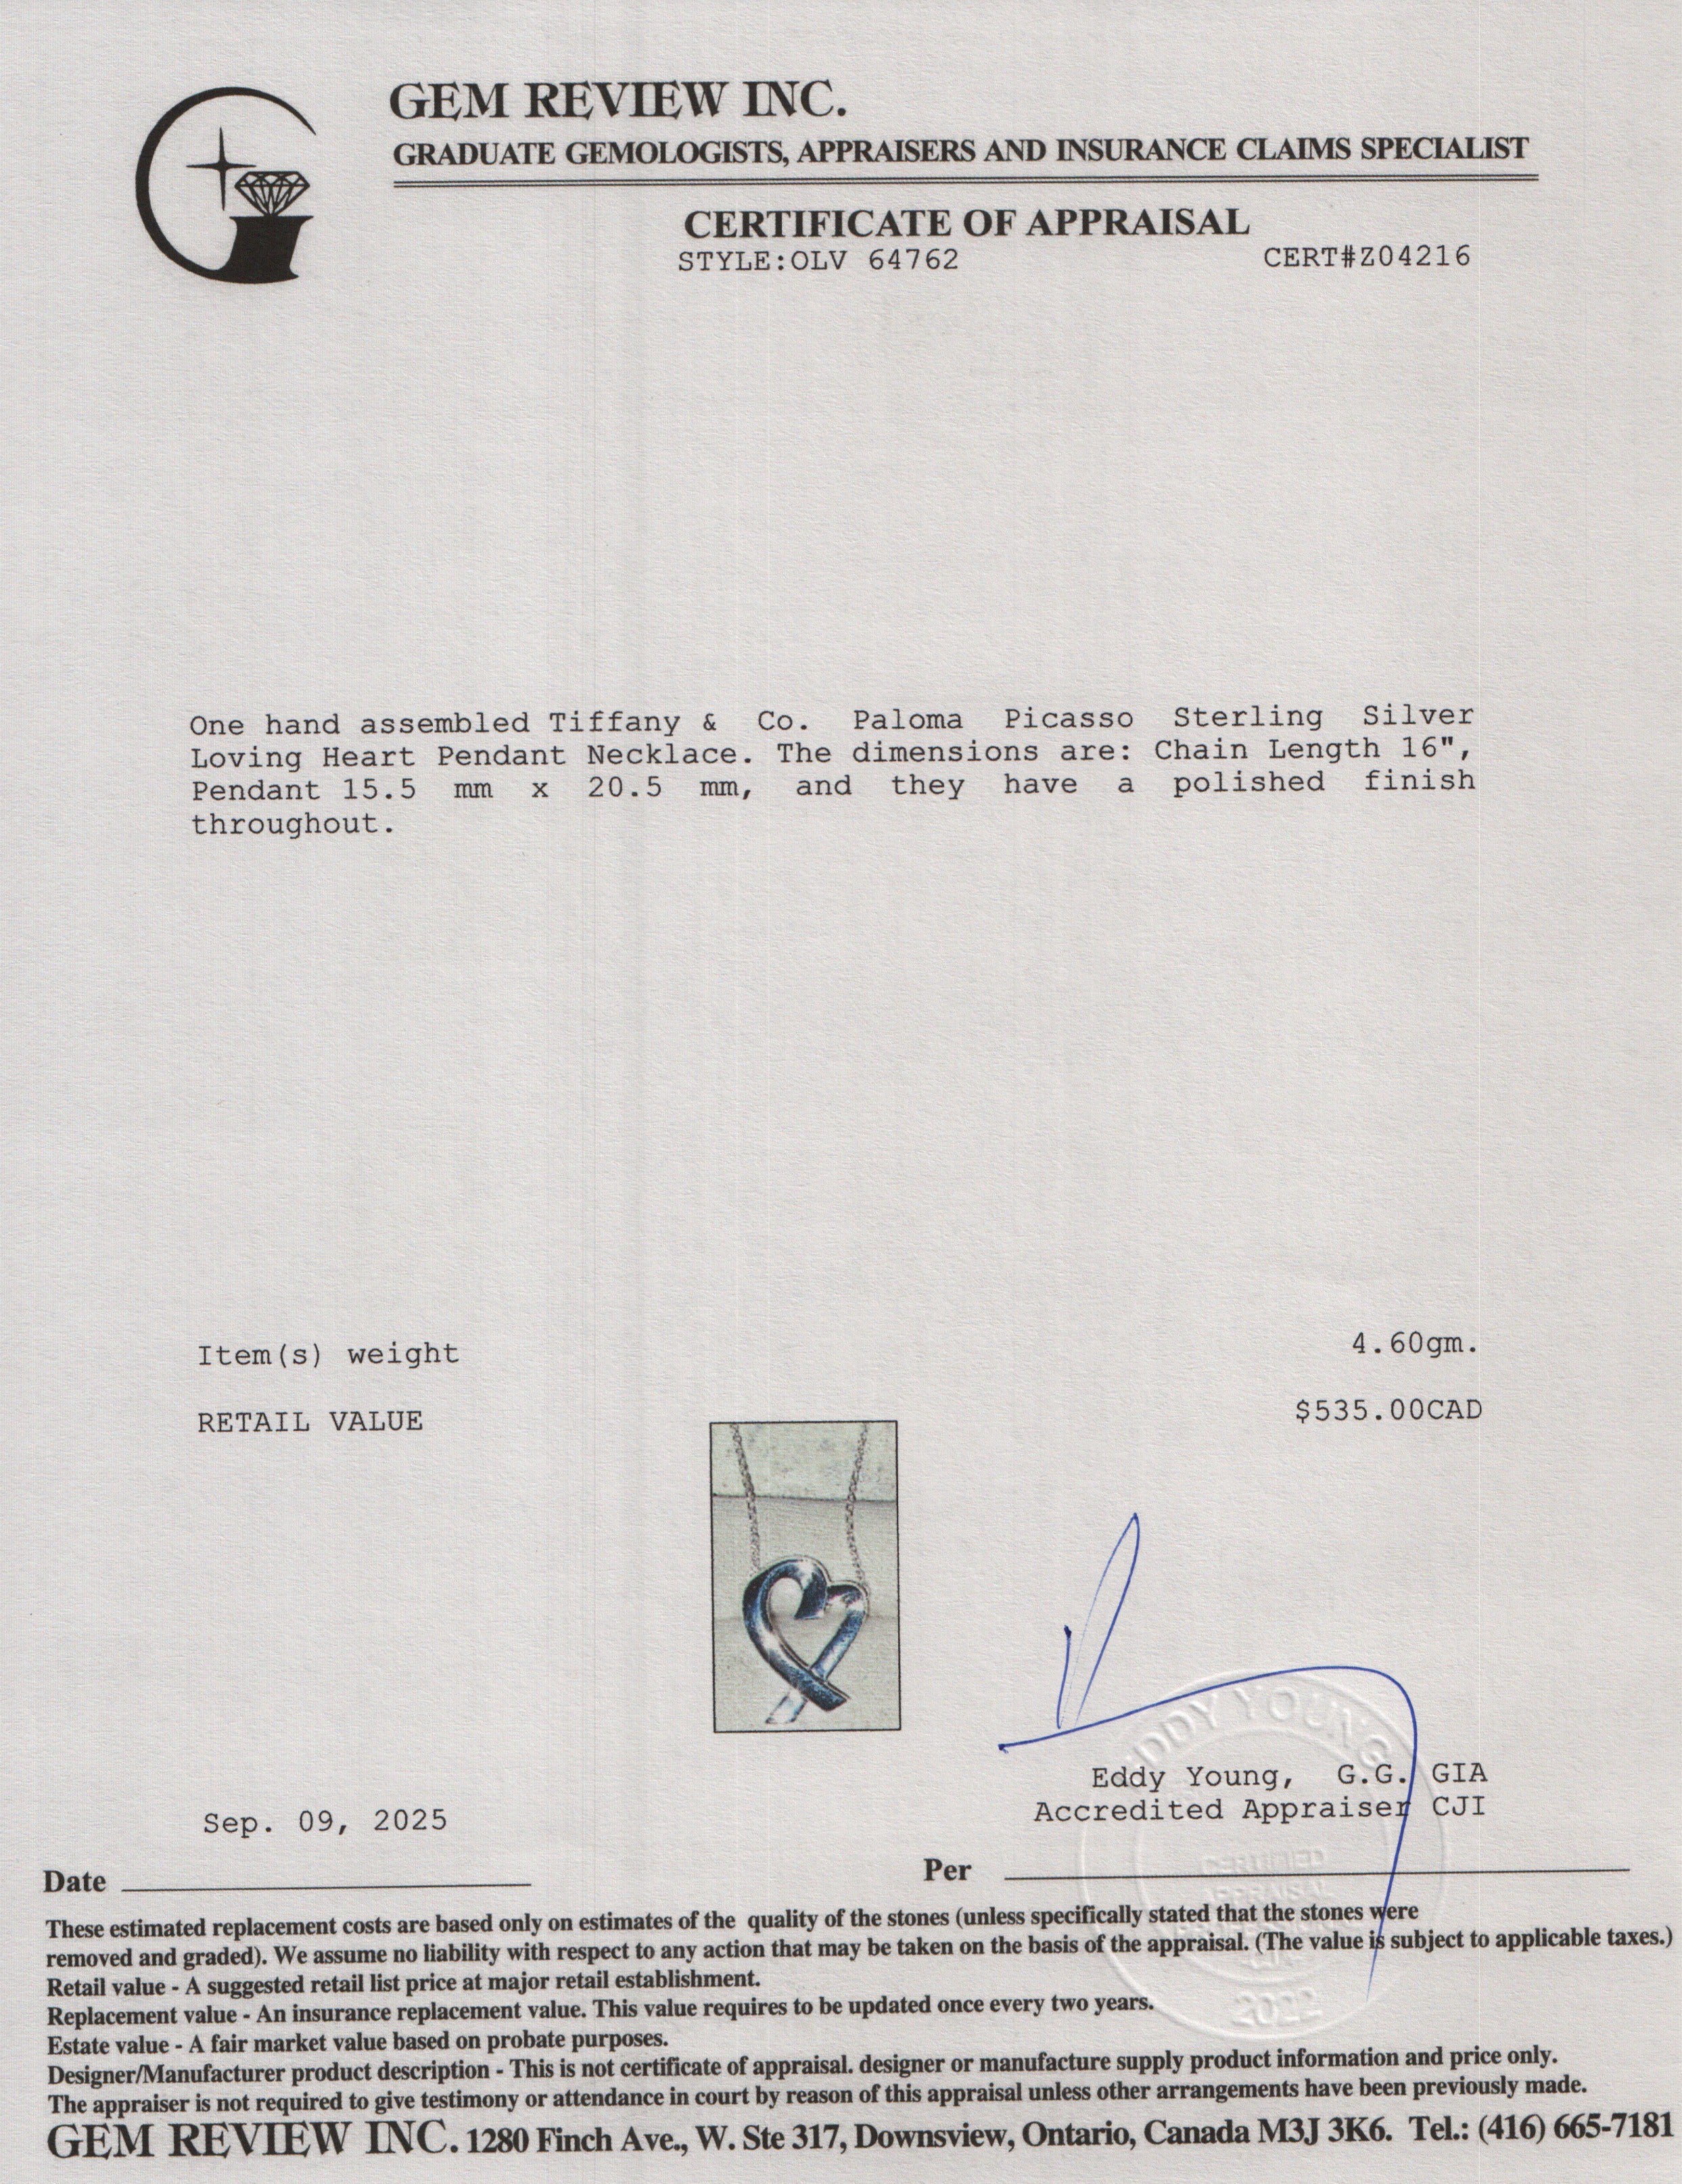 GEM REVIEW INC.
GRADUATE GEMOLOGISTS, APPRAISERS AND INSURANCE CLAIMS SPECIALIST
CERTIFICATE OF APPRAISAL
STYLE:OLV 64762 CERT#Z04216
One hand assembled Tiffany & Co. Paloma Picasso Sterling Silver
Loving Heart Pendant Necklace. The dimensions are: Chain Length 16",
Pendant 15.5 mm x 20.5 mm, and they have a polished finish
throughout.
Item(s) weight 4.60gm.
RETAIL VALUE $535.00CAD
EDDY YOUNG
Eddy Young, G.G. GIA
Accredited Appraiser CJI
Sep. 09, 2025
Date Per
CERTIFIED
APPRAISAL
These estimated replacement costs are based only on estimates of the quality of the stones (unless specifically stated that the stones were
removed and graded). We assume no liability with respect to any action that may be taken on the basis of the appraisal. (The value is subject to applicable taxes.)
Retail value - A suggested retail list price at major retail establishment.
Replacement value - An insurance replacement value. This value requires to be updated once every two years.
2022
Estate value - A fair market value based on probate purposes.
Designer/Manufacturer product description - This is not certificate of appraisal. designer or manufacture supply product information and price only.
The appraiser is not required to give testimony or attendance in court by reason of this appraisal unless other arrangements have been previously made.
GEM REVIEW INC. 1280 Finch Ave., W. Ste 317, Downsview, Ontario, Canada M3J 3K6. Tel.: (416) 665-7181